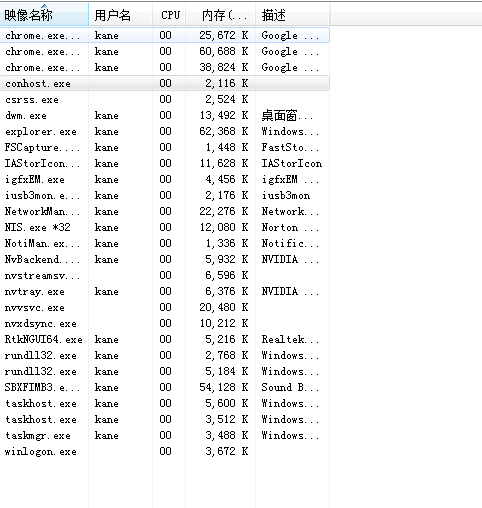 映像名称 用户名 CPU 内存(... 描述
chrome.exe... kane 00 25,672 K Google ...
chrome.exe... kane 00 60,688 K Google ...
chrome.exe... kane 00 38,824 K Google ...
conhost.exe 00 2,116 K
csrss.exe 00 2,524 K
dwm.exe kane 00 13,492 K 桌面窗...
explorer.exe kane 00 62,368 K Windows...
FSCapture.... kane 00 1,448 K FastSto...
IAStorIcon... kane 00 11,628 K IAStorIcon
igfxEM.exe kane 00 4,456 K igfxEM ...
iusb3mon.e... kane 00 2,176 K iusb3mon
NetworkMan... kane 00 22,276 K Network...
NIS.exe *32 kane 00 12,080 K Norton ...
NotiMan.ex... kane 00 1,336 K Notific...
NvBackend.... kane 00 5,932 K NVIDIA ...
nvstreamsv... 00 6,596 K
nvtray.exe kane 00 6,376 K NVIDIA ...
nvvsvc.exe 00 20,480 K
nvxdsync.exe 00 10,212 K
RtkNGUI64.exe kane 00 5,216 K Realtek...
rundll32.exe kane 00 2,768 K Windows...
rundll32.exe kane 00 5,184 K Windows...
SBXFIMB3.e... kane 00 54,128 K Sound B...
taskhost.exe kane 00 5,600 K Windows...
taskhost.exe kane 00 3,512 K Windows...
taskmgr.exe kane 00 3,488 K Windows...
winlogon.exe 00 3,672 K